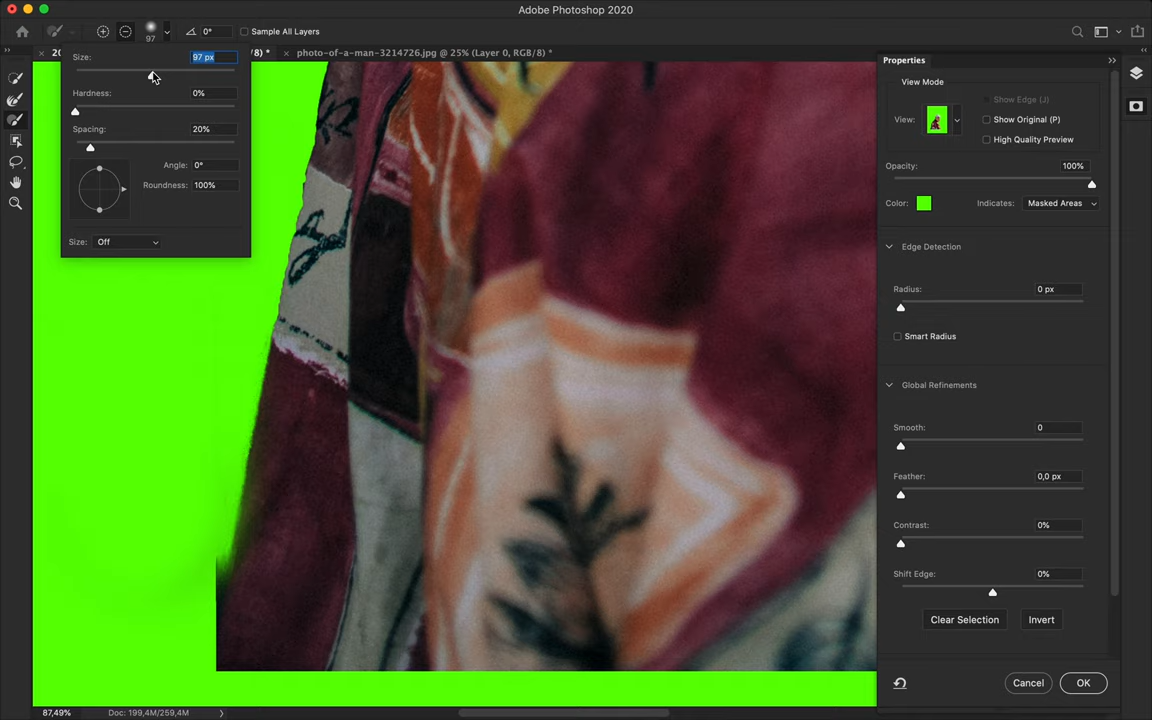 Adobe Photoshop 2020
97
0°
Sample All Layers
20
8) *
photo-of-a-man-3214726.jpg @ 25% (Layer 0, RGB/8) *
Size:
97 px
Hardness:
0%
Spacing:
20%
Angle:
0°
Roundness:
100%
Size:
Off
Properties
View Mode
Show Edge (J)
View:
Show Original (P)
High Quality Preview
Opacity:
100%
Color:
Indicates:
Masked Areas
Edge Detection
Radius:
0 px
Smart Radius
Global Refinements
Smooth:
0
Feather:
0,0 px
Contrast:
0%
Shift Edge:
0%
Clear Selection
Invert
Cancel
OK
87,49%
Doc: 199,4M/259,4M